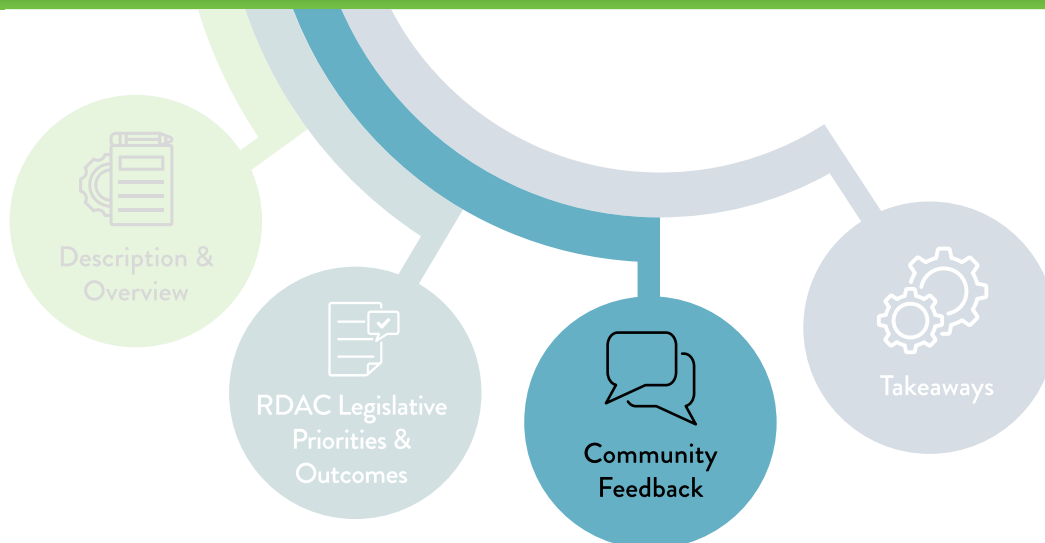 Description &
Overview
RDAC Legislative
Priorities &
Outcomes
Community
Feedback
Takeaways